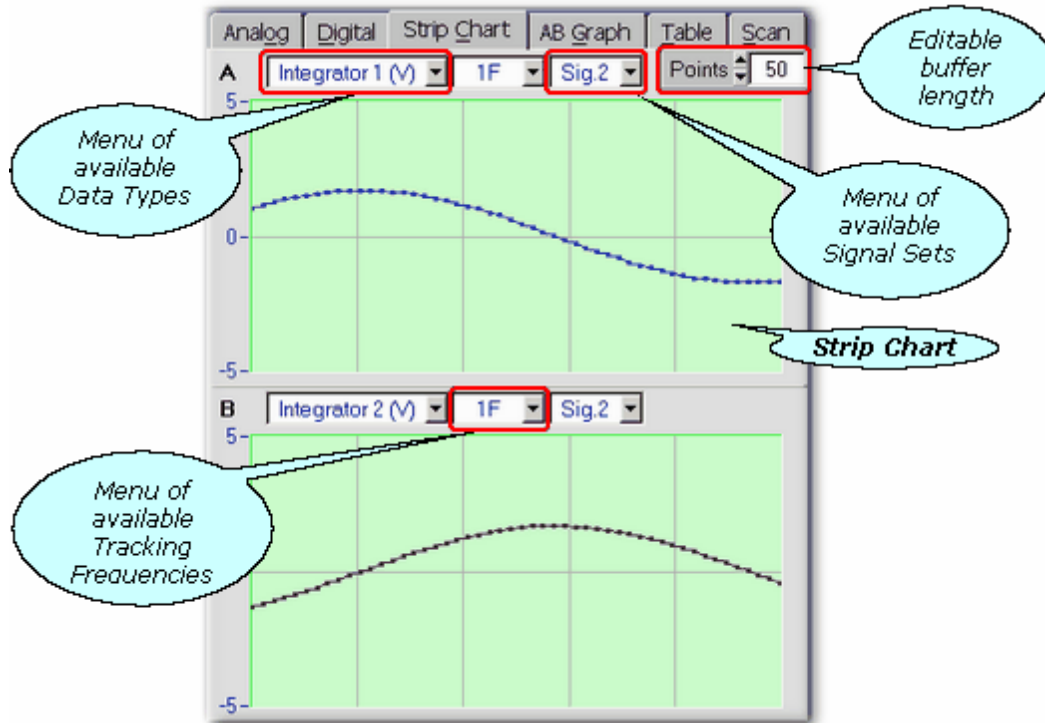 Analog Digital Strip Chart AB Graph Table Scan
A Integrator 1 (V) 1F Sig.2 Points 50
Editable
buffer
length
5
0
-5
Menu of
available
Data Types
Menu of
available
Signal Sets
Strip Chart
B Integrator 2 (V) 1F Sig.2
5
-5
Menu of
available
Tracking
Frequencies